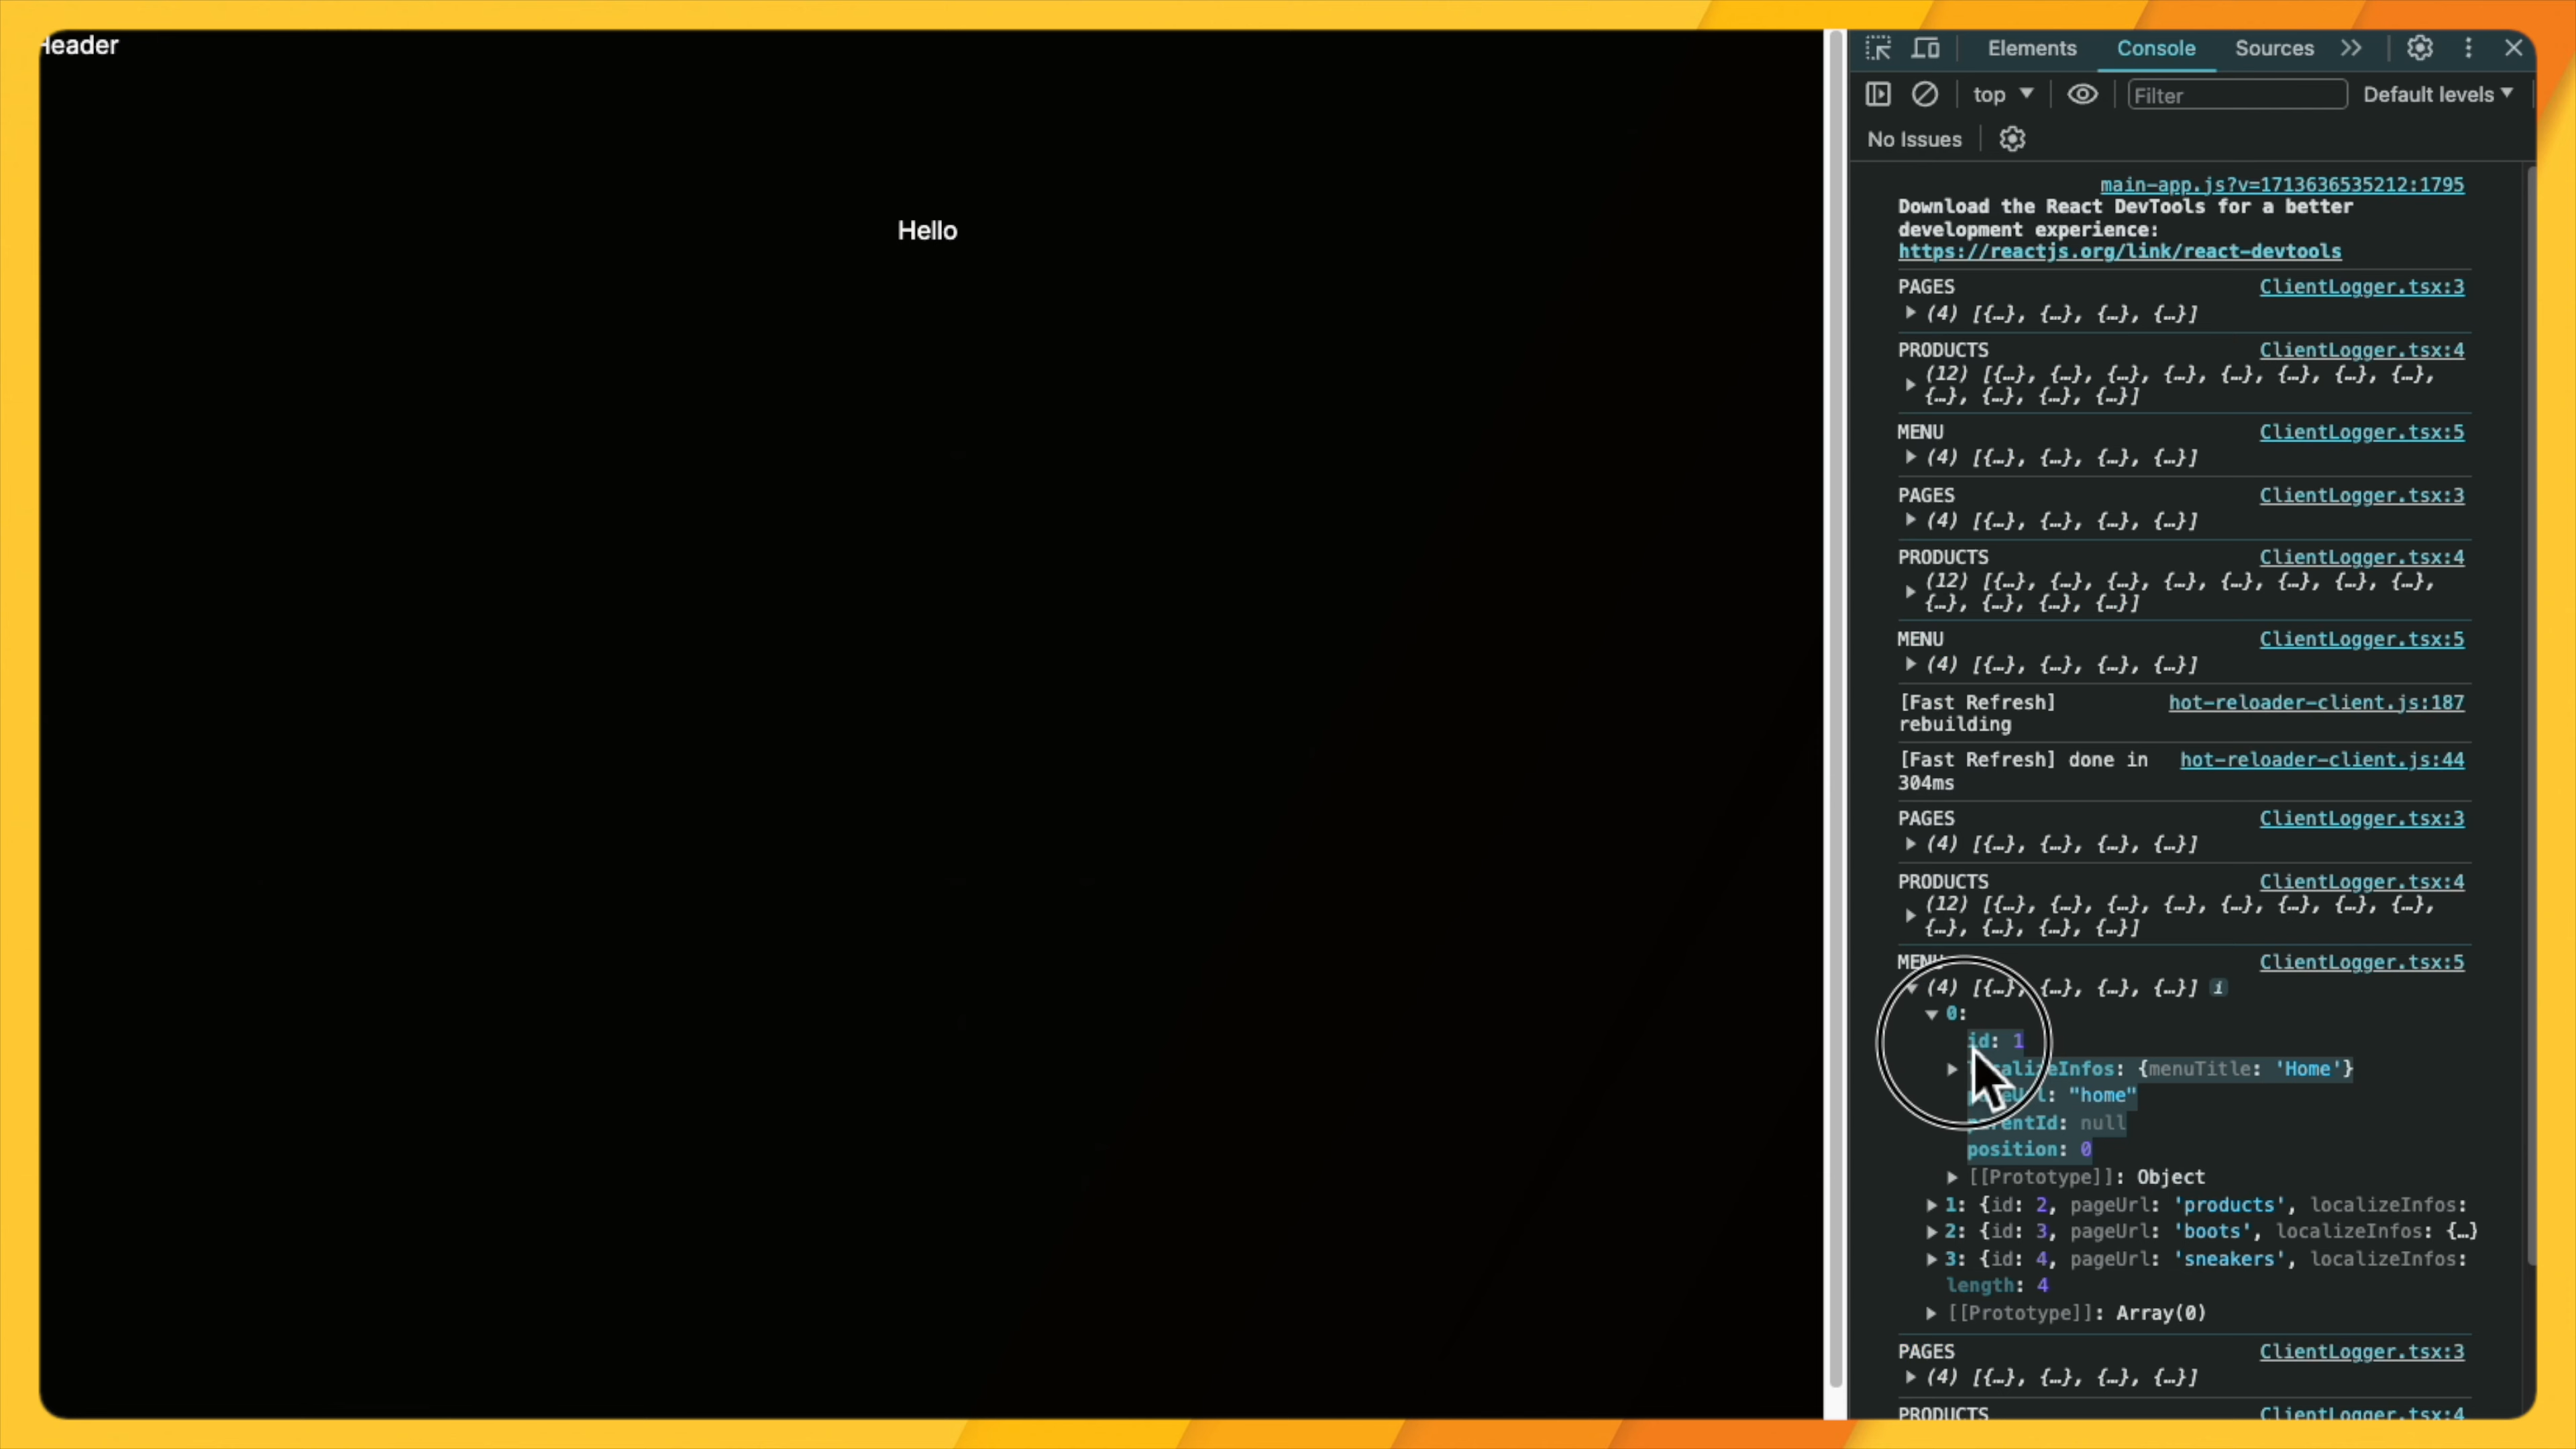 Header
Hello
Elements Console Sources
top Filter Default levels
No Issues
main-app.js?v=1713636535212:1795
Download the React DevTools for a better
development experience:
https://reactjs.org/link/react-devtools
PAGES ClientLogger.tsx:3
(4) [{…}, {…}, {…}, {…}]
PRODUCTS ClientLogger.tsx:4
(12) [{…}, {…}, {…}, {…}, {…}, {…}, {…}, {…},
{…}, {…}, {…}, {…}]
MENU ClientLogger.tsx:5
(4) [{…}, {…}, {…}, {…}]
PAGES ClientLogger.tsx:3
(4) [{…}, {…}, {…}, {…}]
PRODUCTS ClientLogger.tsx:4
(12) [{…}, {…}, {…}, {…}, {…}, {…}, {…}, {…},
{…}, {…}, {…}, {…}]
MENU ClientLogger.tsx:5
(4) [{…}, {…}, {…}, {…}]
[Fast Refresh] hot-reloader-client.js:187
rebuilding
[Fast Refresh] done in hot-reloader-client.js:44
304ms
PAGES ClientLogger.tsx:3
(4) [{…}, {…}, {…}, {…}]
PRODUCTS ClientLogger.tsx:4
(12) [{…}, {…}, {…}, {…}, {…}, {…}, {…}, {…},
{…}, {…}, {…}, {…}]
MENU ClientLogger.tsx:5
(4) [{…}, {…}, {…}, {…}] i
0:
id: 1
localizeInfos: {menuTitle: 'Home'}
pageUrl: "home"
parentId: null
position: 0
[[Prototype]]: Object
1: {id: 2, pageUrl: 'products', localizeInfos:
2: {id: 3, pageUrl: 'boots', localizeInfos: {…}
3: {id: 4, pageUrl: 'sneakers', localizeInfos:
length: 4
[[Prototype]]: Array(0)
PAGES ClientLogger.tsx:3
(4) [{…}, {…}, {…}, {…}]
PRODUCTS ClientLogger.tsx:4